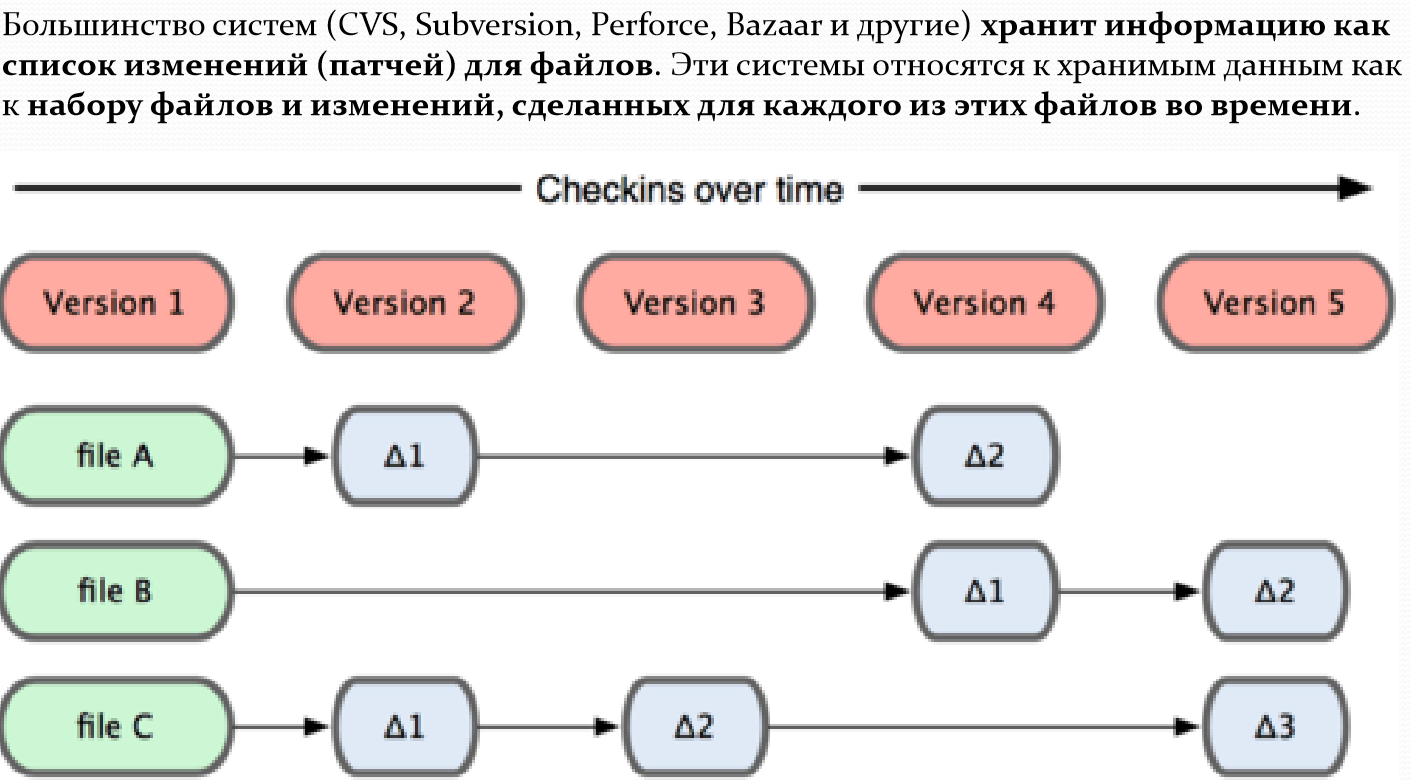 Большинство систем (CVS, Subversion, Perforce, Bazaar и другие) хранит информацию как
список изменений (патчей) для файлов. Эти системы относятся к хранимым данным как
к набору файлов и изменений, сделанных для каждого из этих файлов во времени.
Checkins over time
Version 1 Version 2 Version 3 Version 4 Version 5
file A Δ1 Δ2
file B Δ1 Δ2
file C Δ1 Δ2 Δ3